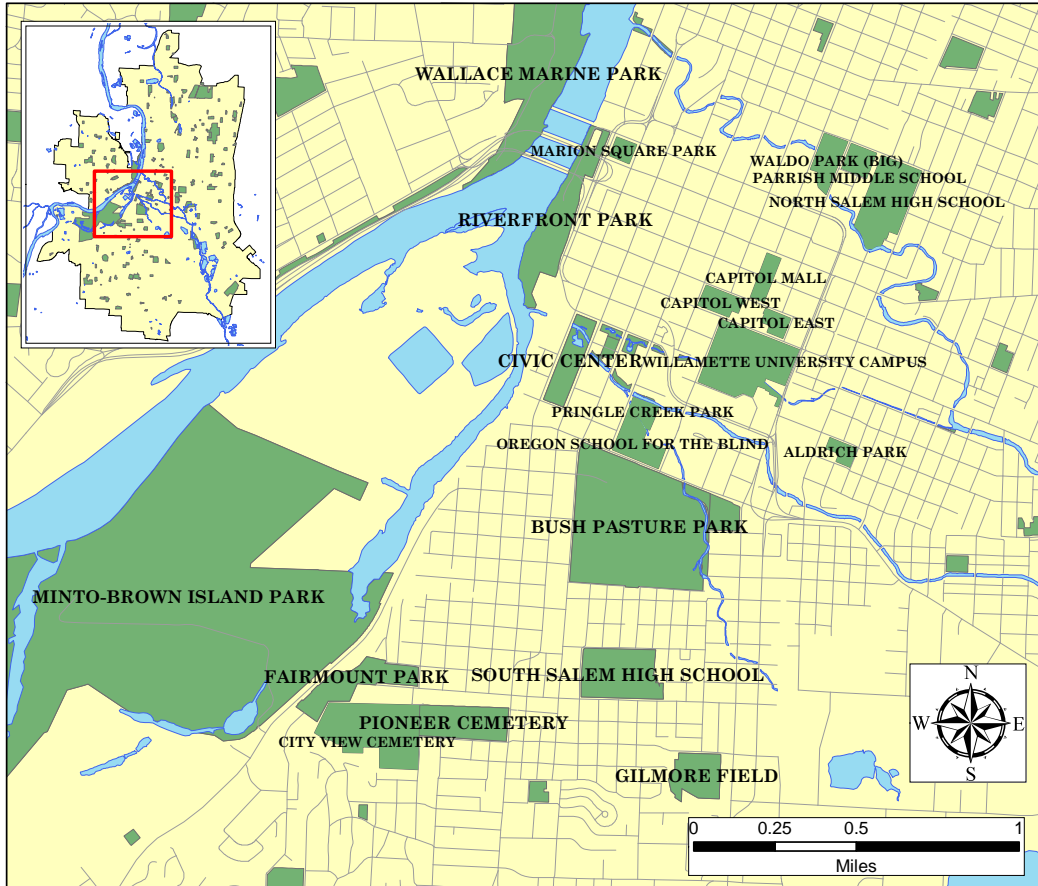 WALLACE MARINE PARK
MARION SQUARE PARK
WALDO PARK (BIG)
PARRISH MIDDLE SCHOOL
NORTH SALEM HIGH SCHOOL
RIVERFRONT PARK
CAPITOL MALL
CAPITOL WEST
CAPITOL EAST
CIVIC CENTER
WILLAMETTE UNIVERSITY CAMPUS
PRINGLE CREEK PARK
OREGON SCHOOL FOR THE BLIND
ALDRICH PARK
BUSH PASTURE PARK
MINTO-BROWN ISLAND PARK
FAIRMOUNT PARK
SOUTH SALEM HIGH SCHOOL
PIONEER CEMETERY
CITY VIEW CEMETERY
GILMORE FIELD
N
W E
S
0 0.25 0.5 1
Miles